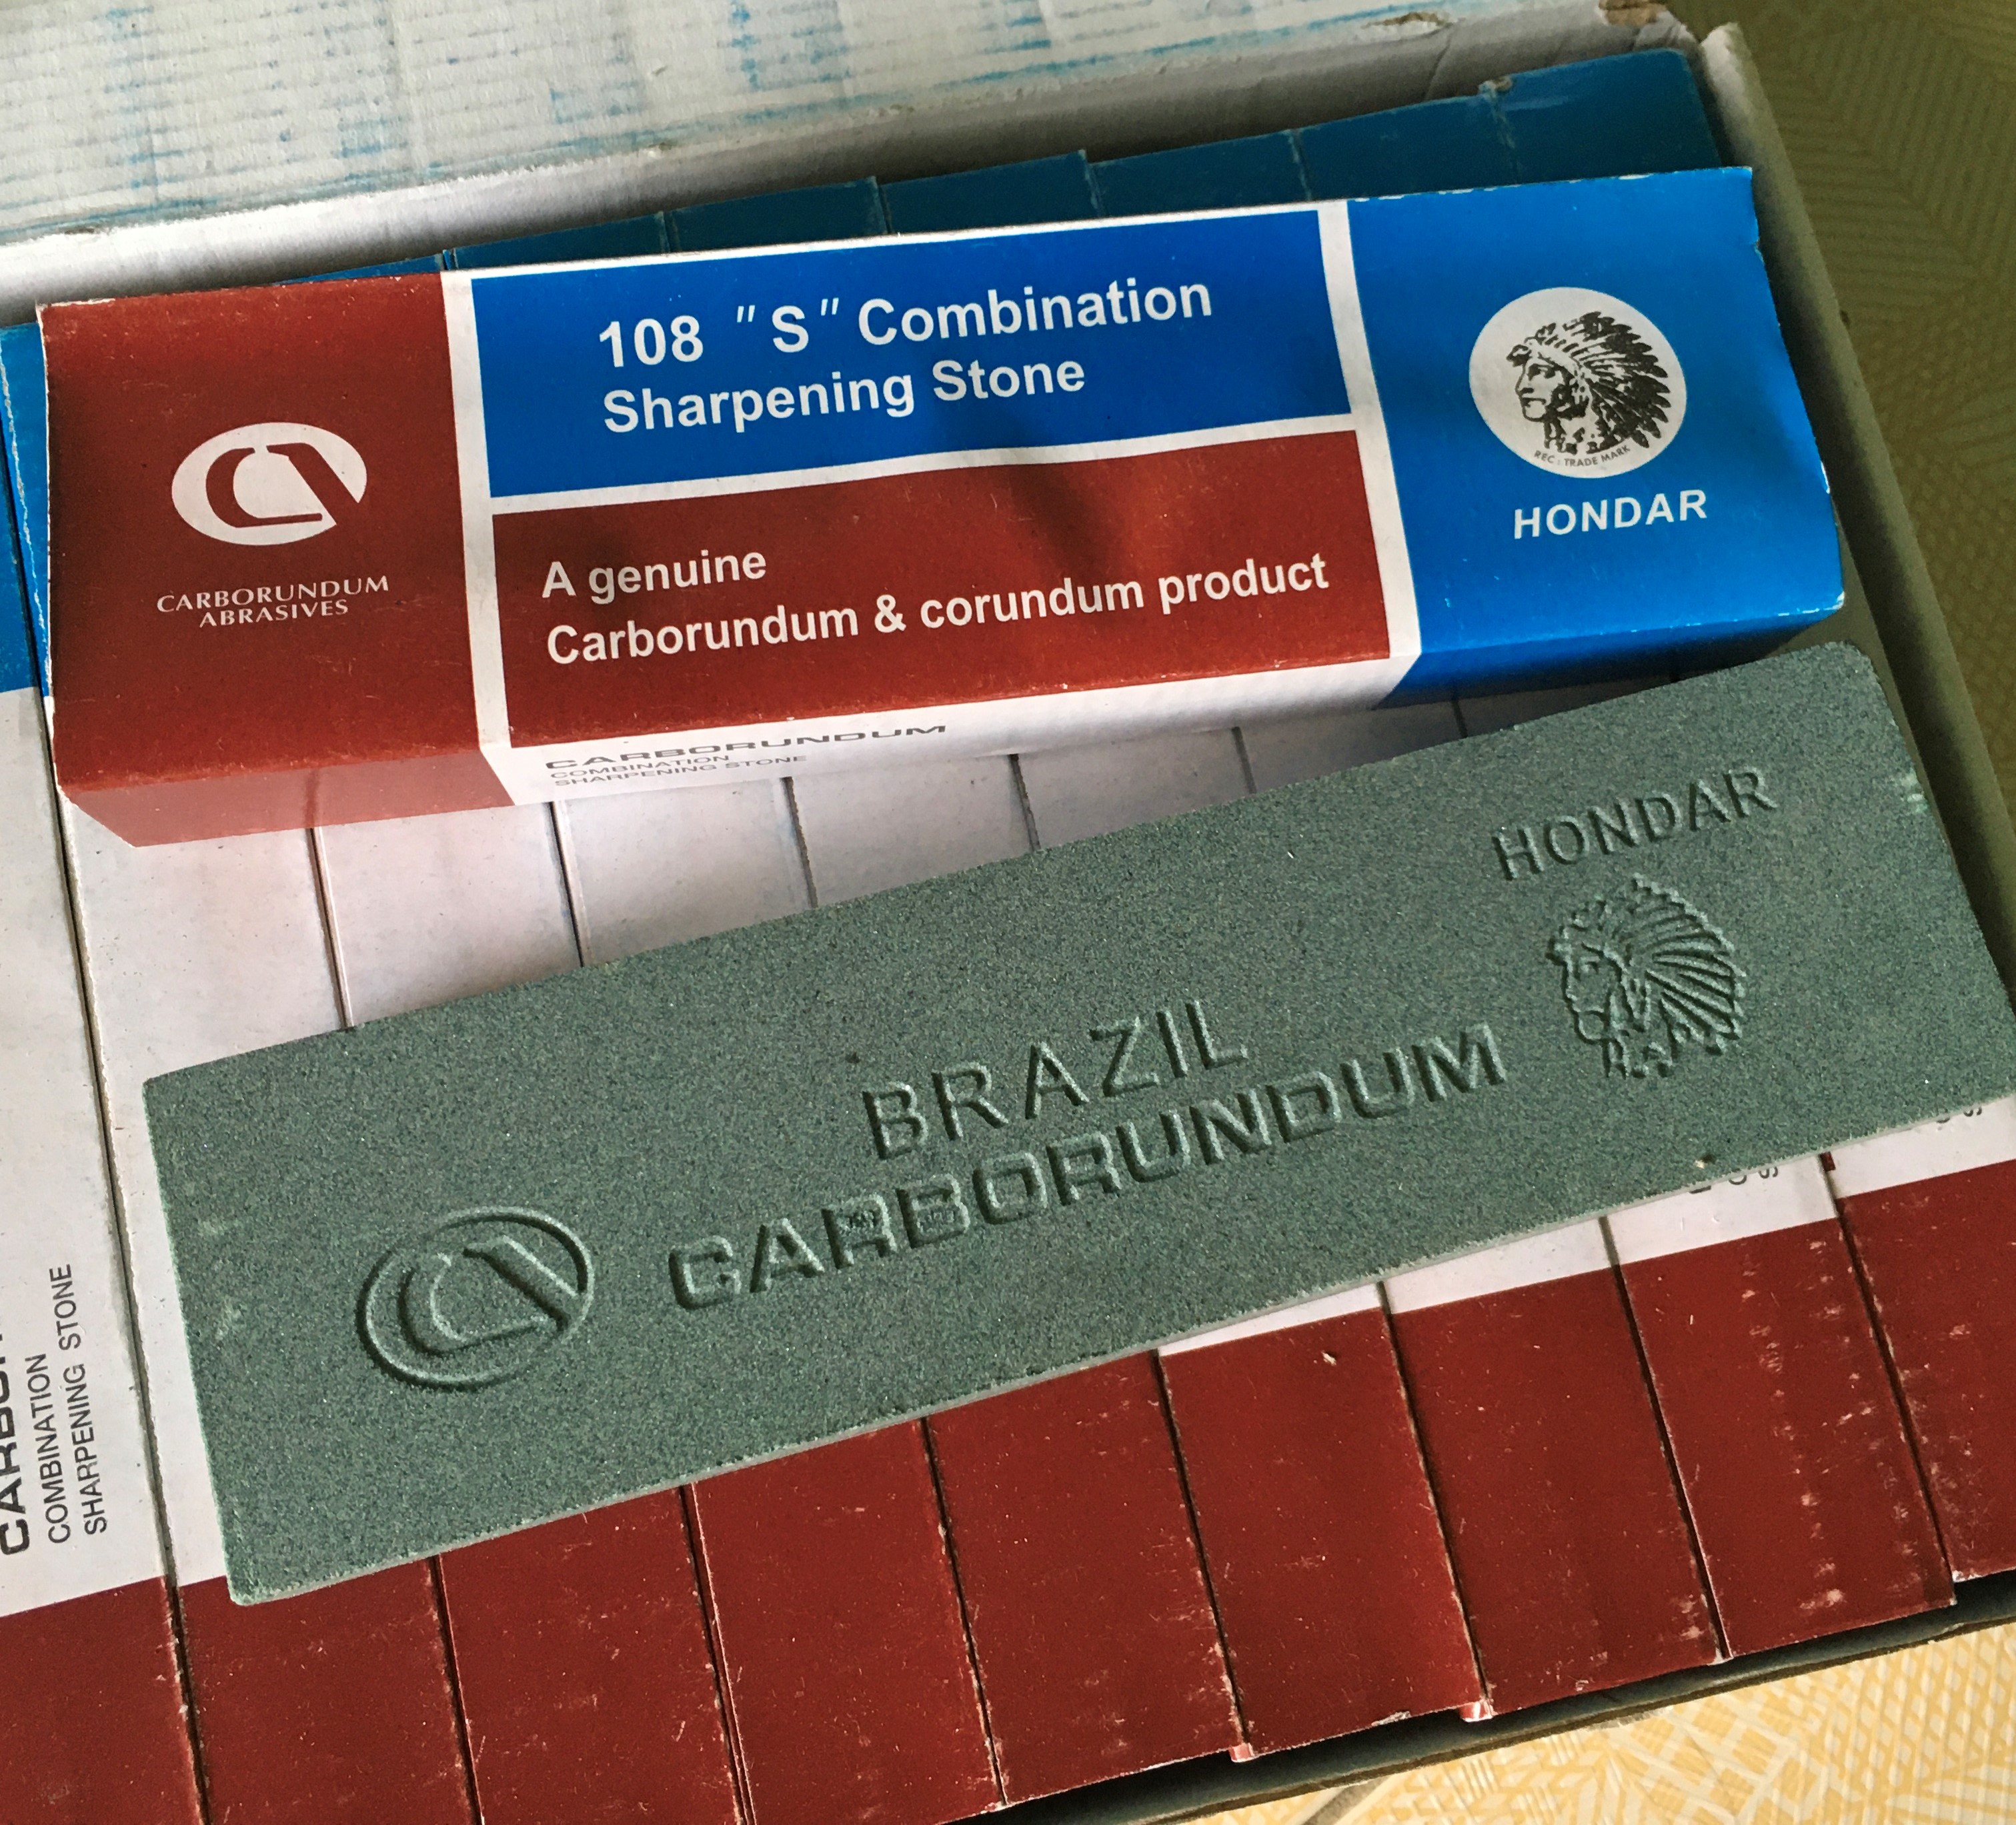 108 "S" Combination
Sharpening Stone
CARBORUNDUM
ABRASIVES
A genuine
Carborundum & corundum product
REC : TRADE MARK
HONDAR
CARBORUNDUM
COMBINATION
SHARPENING STONE
HONDAR
BRAZIL
CARBORUNDUM
COMBINATION
SHARPENING STONE